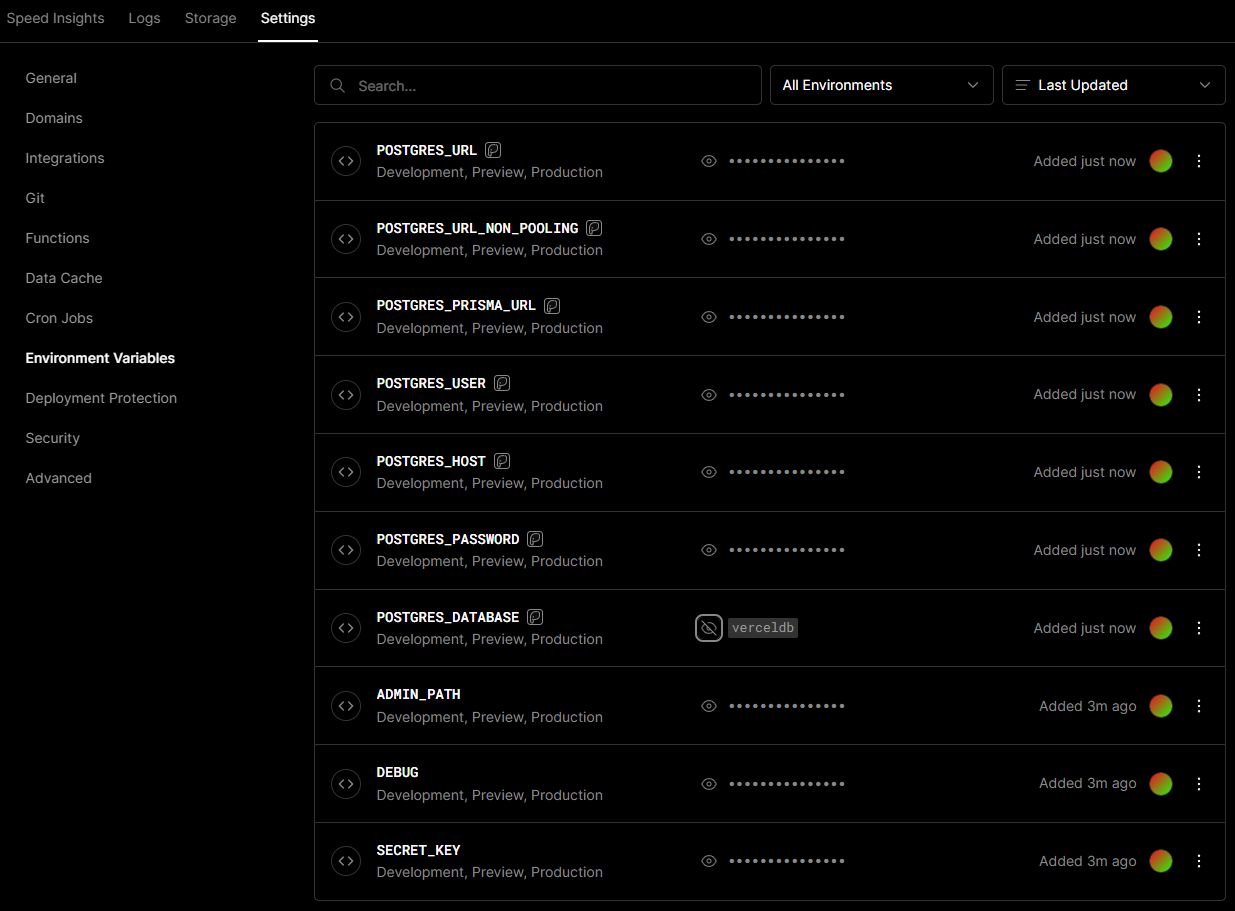 Speed Insights Logs Storage Settings
General
Domains
Integrations
Git
Functions
Data Cache
Cron Jobs
Environment Variables
Deployment Protection
Security
Advanced
Search... All Environments Last Updated
POSTGRES_URL
Development, Preview, Production
••••••••••••••• Added just now
POSTGRES_URL_NON_POOLING
Development, Preview, Production
••••••••••••••• Added just now
POSTGRES_PRISMA_URL
Development, Preview, Production
••••••••••••••• Added just now
POSTGRES_USER
Development, Preview, Production
••••••••••••••• Added just now
POSTGRES_HOST
Development, Preview, Production
••••••••••••••• Added just now
POSTGRES_PASSWORD
Development, Preview, Production
••••••••••••••• Added just now
POSTGRES_DATABASE
Development, Preview, Production
verceldb Added just now
ADMIN_PATH
Development, Preview, Production
••••••••••••••• Added 3m ago
DEBUG
Development, Preview, Production
••••••••••••••• Added 3m ago
SECRET_KEY
Development, Preview, Production
••••••••••••••• Added 3m ago